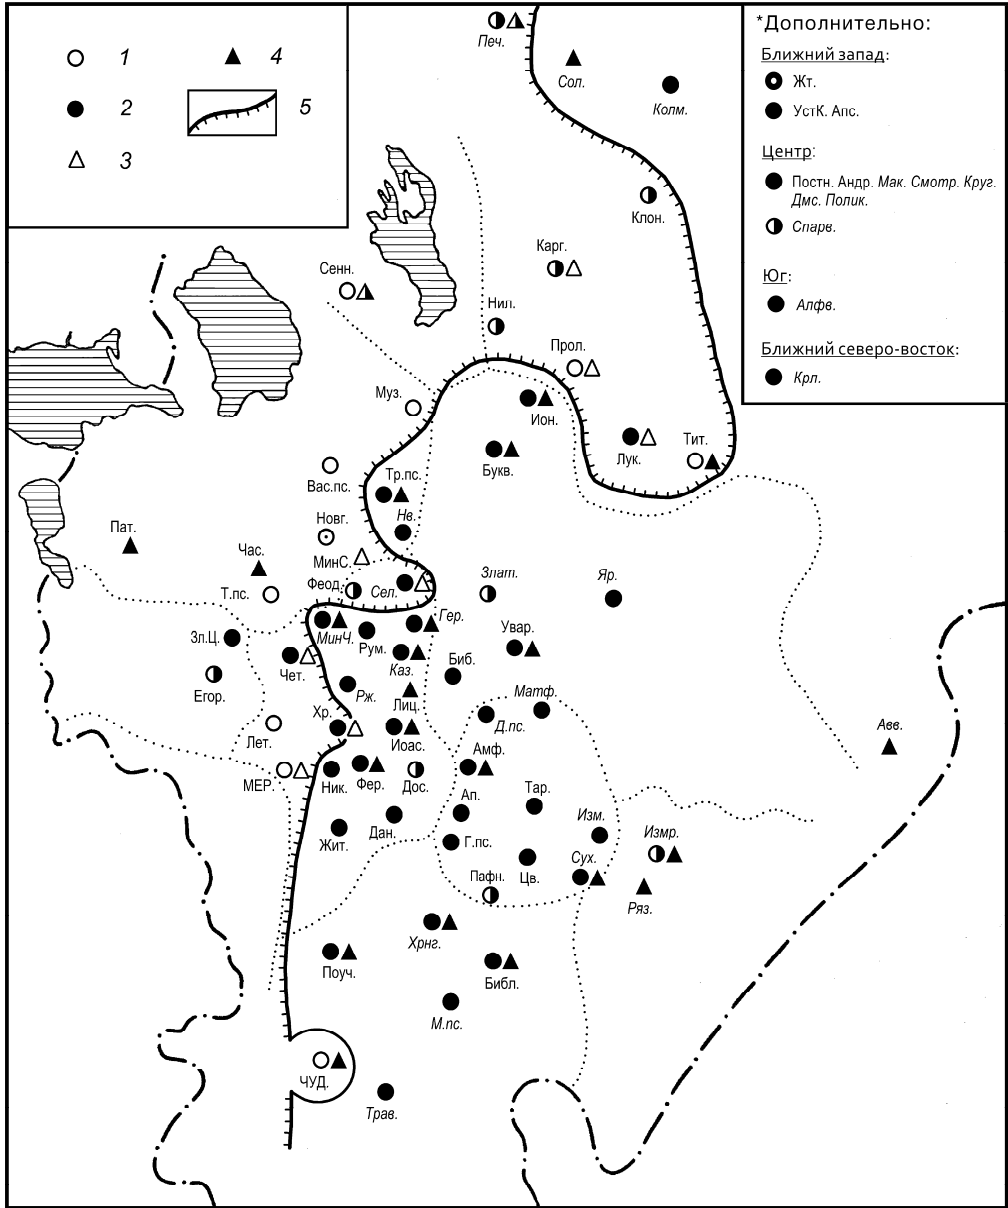 1
4
2
5
3
*Дополнительно:
Ближний запад:
Жт.
УстК. Апс.
Центр:
Постн. Андр. Мак. Смотр. Круг.
Дмс. Полик.
Спарв.
Юг:
Алфв.
Ближний северо-восток:
Крл.
Печ.
Сол.
Колм.
Клон.
Карг.
Сенн.
Нил.
Прол.
Муз.
Ион.
Лук.
Тит.
Букв.
Вас.пс.
Тр.пс.
Нв.
Новг.
Пат.
Час.
МинС.
Феод.
Сел.
Злат.
Яр.
Т.пс.
Зл.Ц.
МинЧ.
Рум.
Гер.
Увар.
Чет.
Каз.
Биб.
Егор.
Рж.
Лиц.
Матф.
Хр.
Д.пс.
Лет.
Иоас.
Авв.
Амф.
МЕР.
Ник.
Фер.
Дос.
Ап.
Тар.
Жит.
Дан.
Г.пс.
Изм.
Измр.
Цв.
Сух.
Пафн.
Ряз.
Хрнг.
Поуч.
Библ.
М.пс.
ЧУД.
Трав.